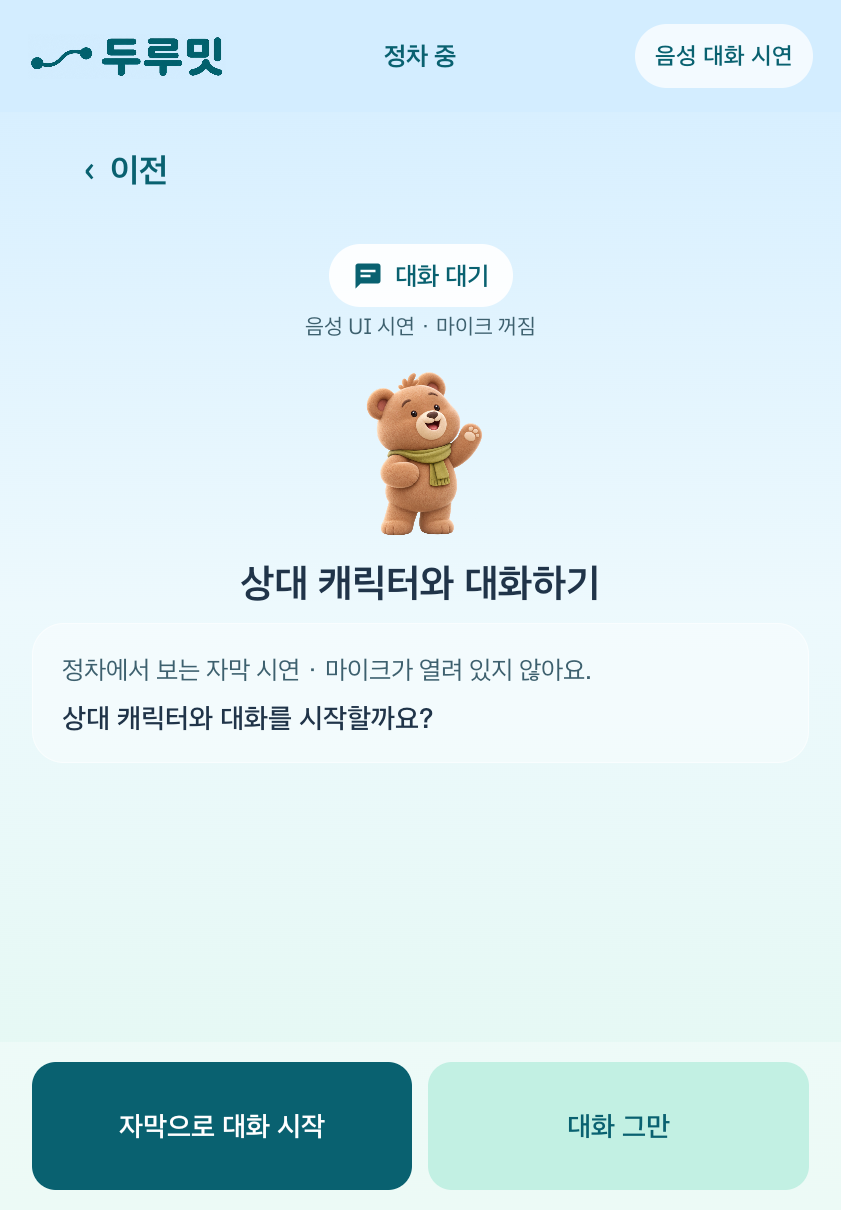 두루밋
정차 중
음성 대화 시연
‹ 이전
대화 대기
음성 UI 시연 · 마이크 꺼짐
상대 캐릭터와 대화하기
정차에서 보는 자막 시연 · 마이크가 열려 있지 않아요.
상대 캐릭터와 대화를 시작할까요?
자막으로 대화 시작
대화 그만